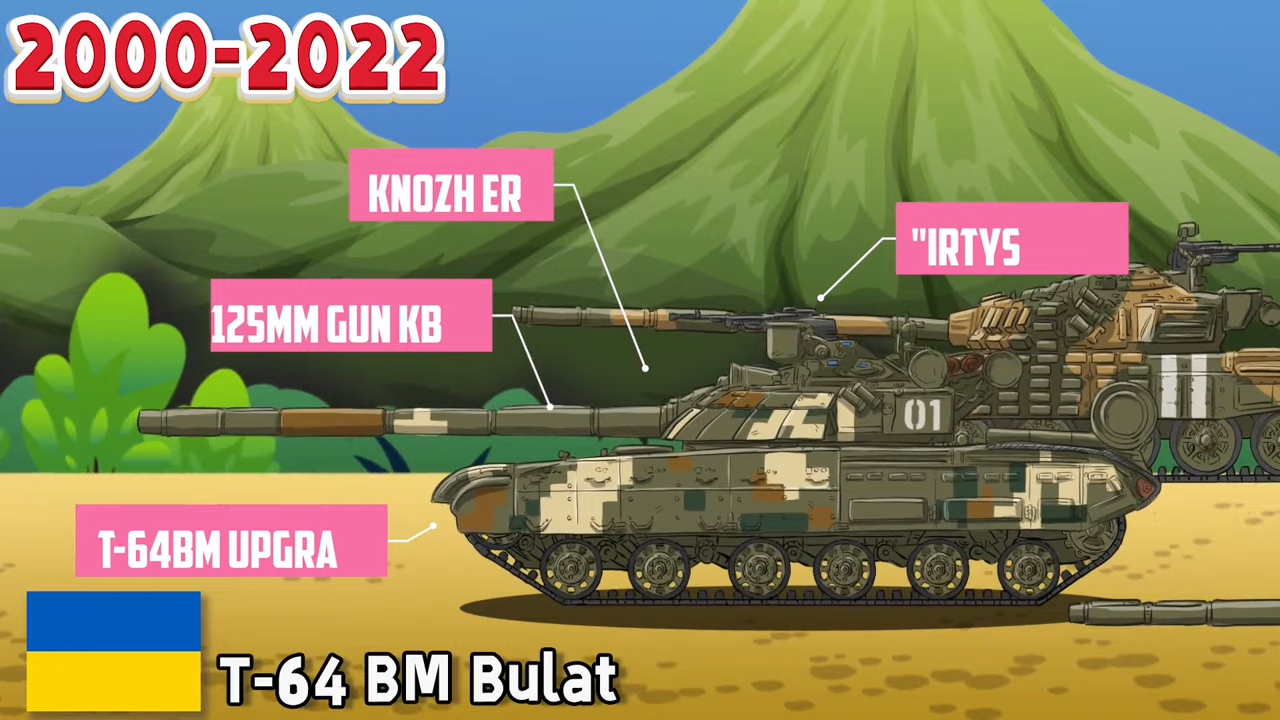 2000-2022
KNOZH ER
"IRTYS
125MM GUN KB
01
T-64BM UPGRA
T-64 BM Bulat